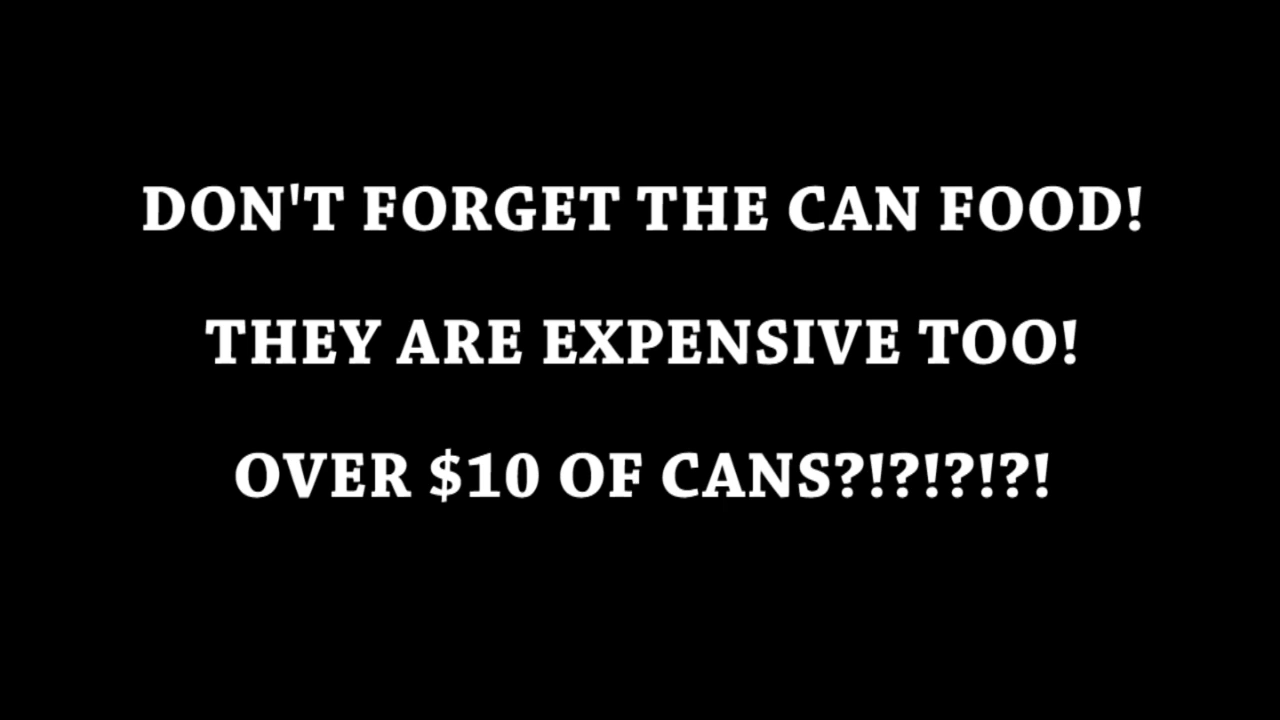 DON'T FORGET THE CAN FOOD!
THEY ARE EXPENSIVE TOO!
OVER $10 OF CANS?!?!?!?!